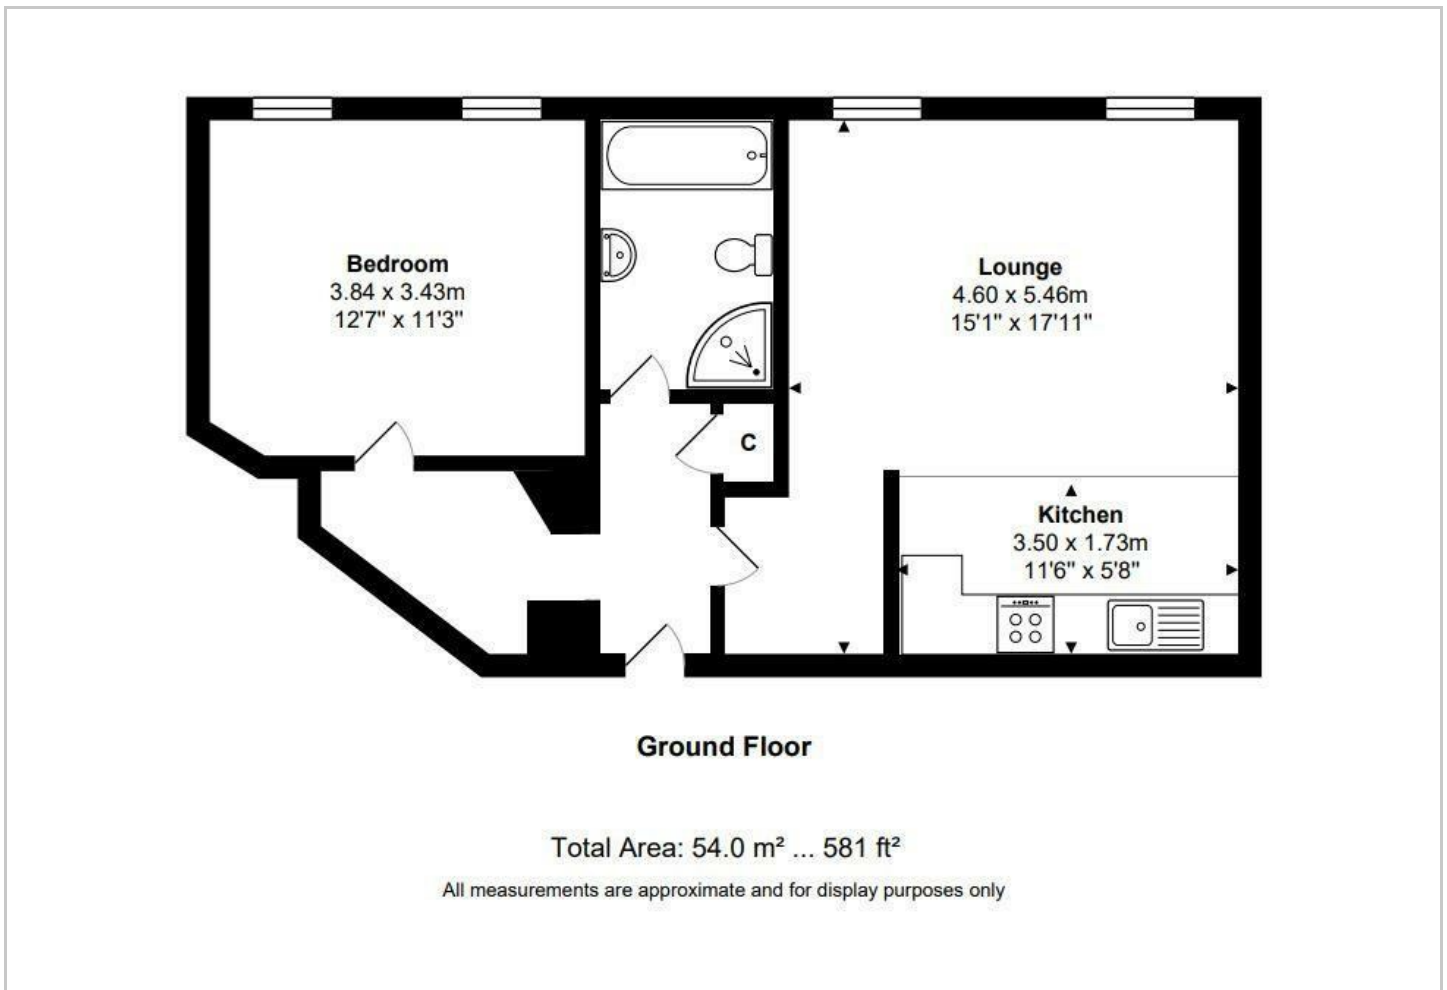 Bedroom
3.84 x 3.43m
12'7" x 11'3"
Lounge
4.60 x 5.46m
15'1" x 17'11"
C
Kitchen
3.50 x 1.73m
11'6" x 5'8"
Ground Floor
Total Area: 54.0 m² ... 581 ft²
All measurements are approximate and for display purposes only